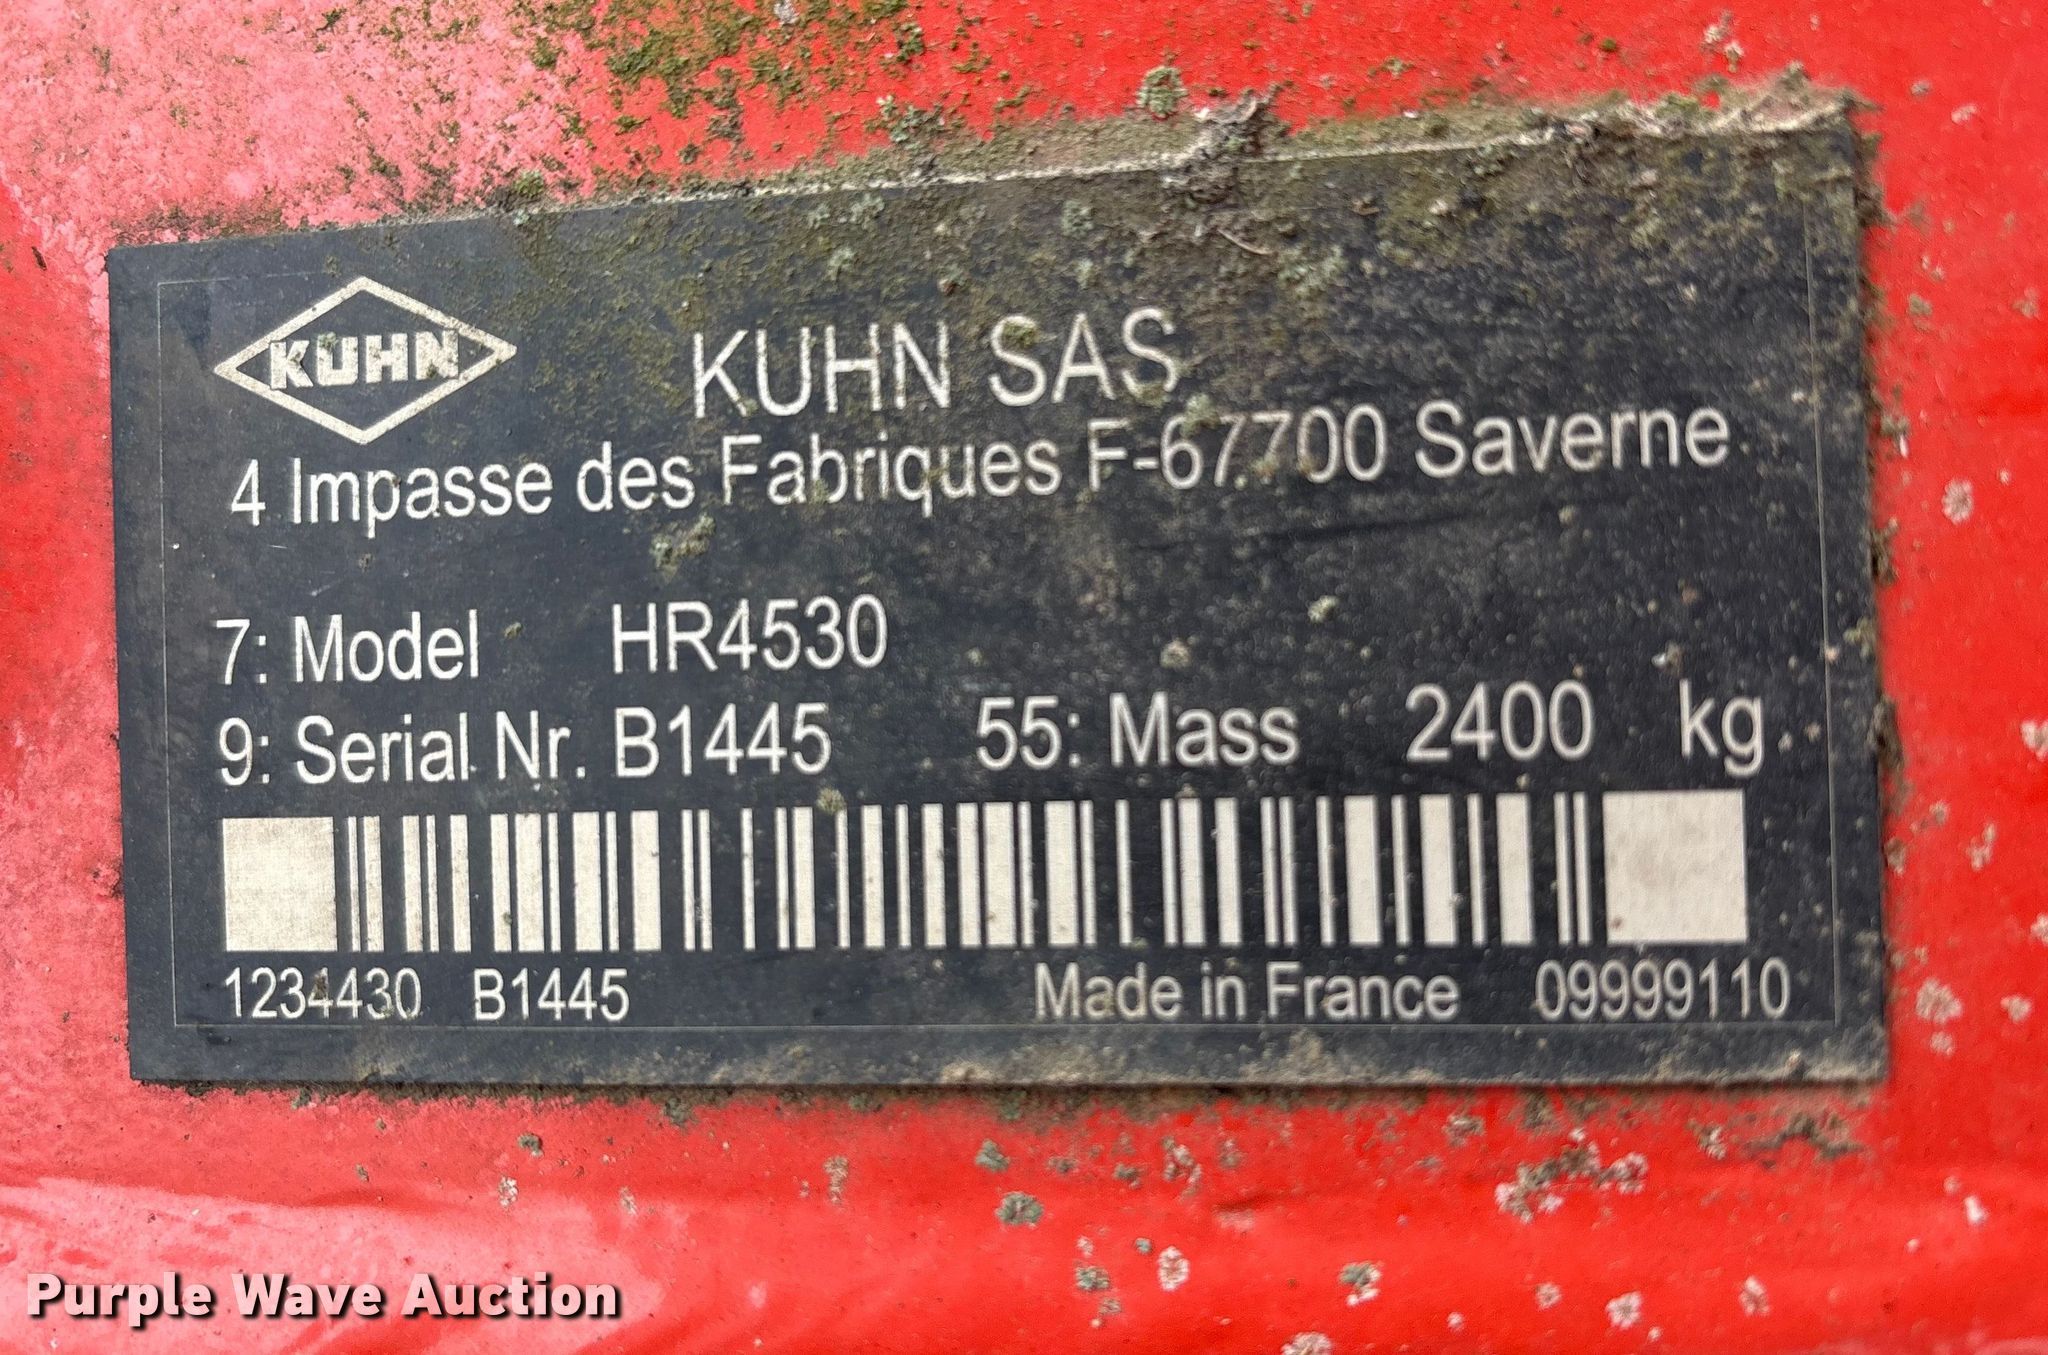 KUHN
KUHN SAS
4 Impasse des Fabriques F-67700 Saverne
7: Model HR4530
9: Serial Nr. B1445 55: Mass 2400 kg
1234430 B1445 Made in France 09999110
Purple Wave Auction